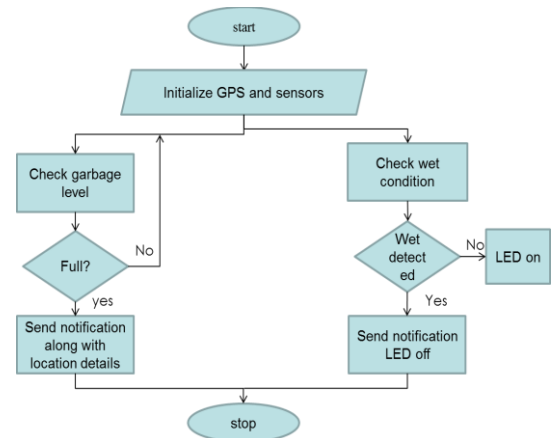 start
Initialize GPS and sensors
Check garbage
level
Full?
No
yes
Send notification
along with
location details
Check wet
condition
Wet
detect
ed
No
LED on
Yes
Send notification
LED off
stop